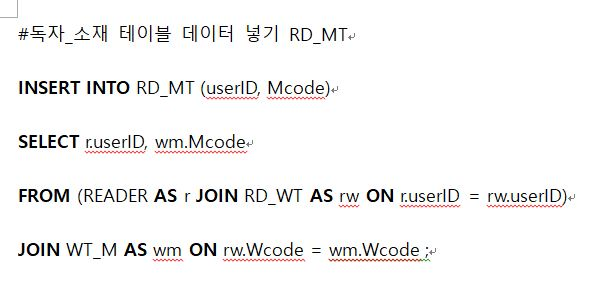 #독자_소재 테이블 데이터 넣기 RD_MT
INSERT INTO RD_MT (userID, Mcode)
SELECT r.userID, wm.Mcode
FROM (READER AS r JOIN RD_WT AS rw ON r.userID = rw.userID)
JOIN WT_M AS wm ON rw.Wcode = wm.Wcode ;